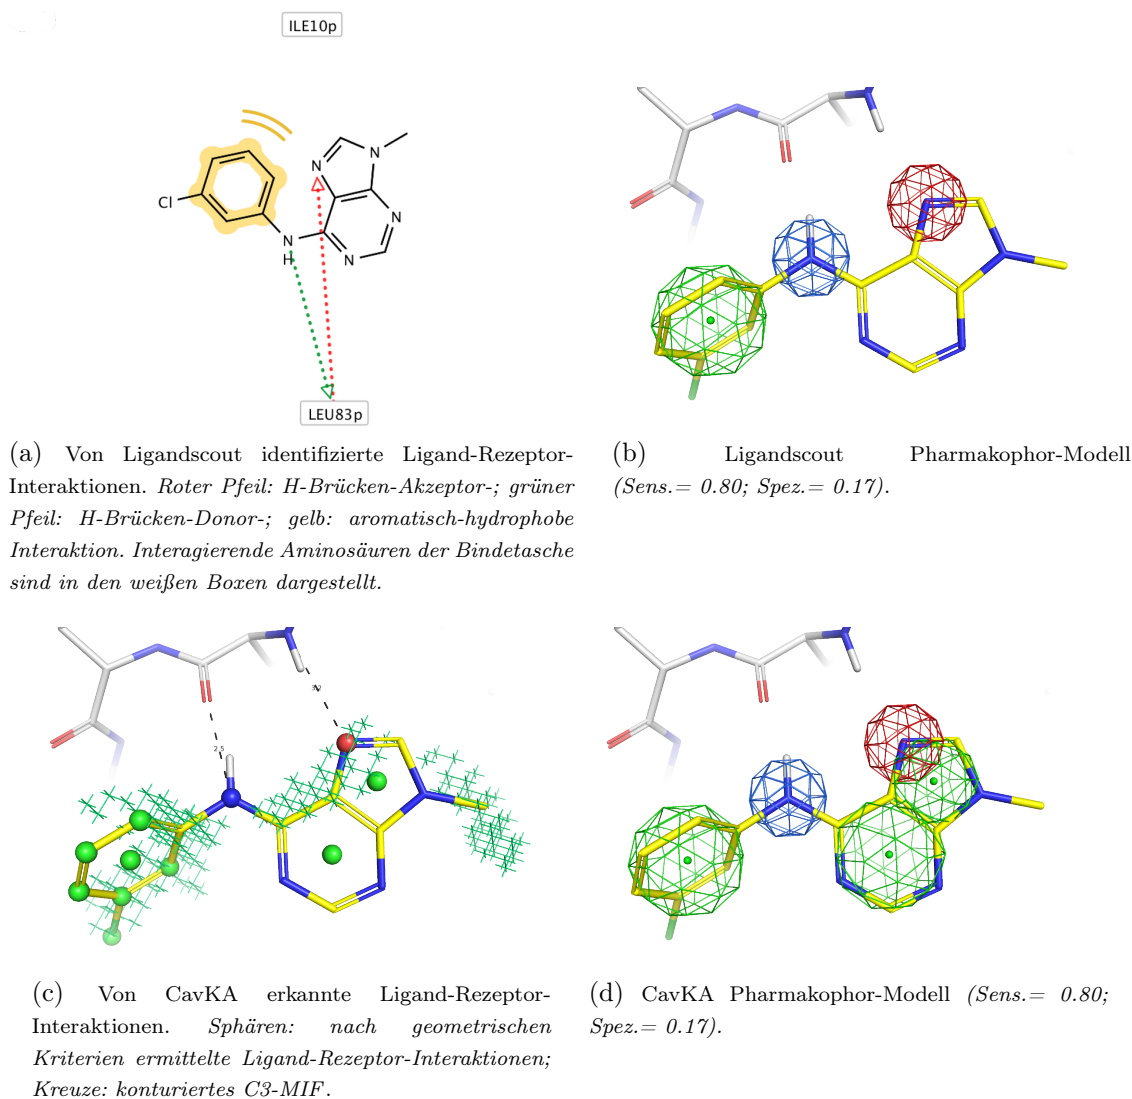 ILE10p
N
N
N
N
N
H
Cl
LEU83p
(a) Von Ligandscout identifizierte Ligand-Rezeptor-
Interaktionen. Roter Pfeil: H-Brücken-Akzeptor-; grüner
Pfeil: H-Brücken-Donor-; gelb: aromatisch-hydrophobe
Interaktion. Interagierende Aminosäuren der Bindetasche
sind in den weißen Boxen dargestellt.
(b) Ligandscout Pharmakophor-Modell
(Sens.= 0.80; Spez.= 0.17).
2.5
(c) Von CavKA erkannte Ligand-Rezeptor-
Interaktionen. Sphären: nach geometrischen
Kriterien ermittelte Ligand-Rezeptor-Interaktionen;
Kreuze: konturiertes C3-MIF.
(d) CavKA Pharmakophor-Modell (Sens.= 0.80;
Spez.= 0.17).